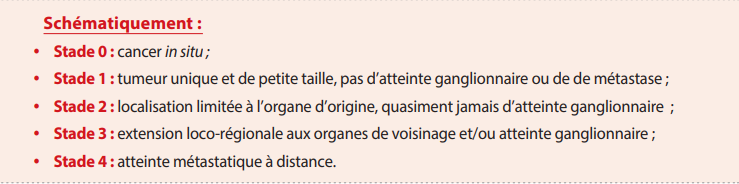 Schématiquement :
• Stade 0 : cancer in situ ;
• Stade 1 : tumeur unique et de petite taille, pas d'atteinte ganglionnaire ou de de métastase ;
• Stade 2 : localisation limitée à l'organe d'origine, quasiment jamais d'atteinte ganglionnaire ;
• Stade 3 : extension loco-régionale aux organes de voisinage et/ou atteinte ganglionnaire ;
• Stade 4 : atteinte métastatique à distance.